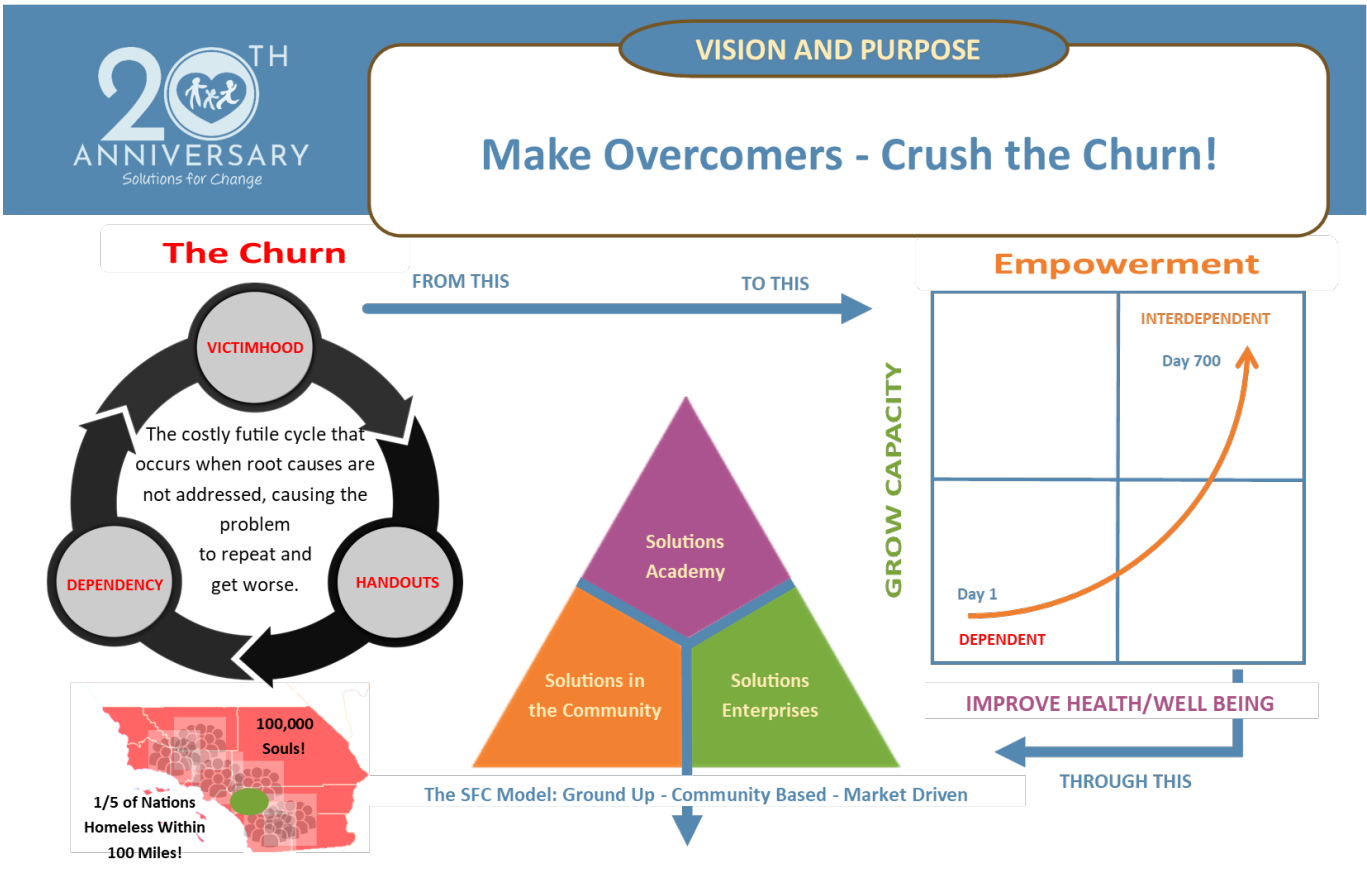 20TH
ANNIVERSARY
Solutions for Change
VISION AND PURPOSE
Make Overcomers - Crush the Churn!
The Churn
FROM THIS
TO THIS
Empowerment
VICTIMHOOD
The costly futile cycle that
occurs when root causes are
not addressed, causing the
problem
to repeat and
get worse.
DEPENDENCY
HANDOUTS
Solutions
Academy
Solutions in
the Community
Solutions
Enterprises
GROW CAPACITY
INTERDEPENDENT
Day 700
Day 1
DEPENDENT
IMPROVE HEALTH/WELL BEING
THROUGH THIS
100,000
Souls!
1/5 of Nations
Homeless Within
100 Miles!
The SFC Model: Ground Up - Community Based - Market Driven